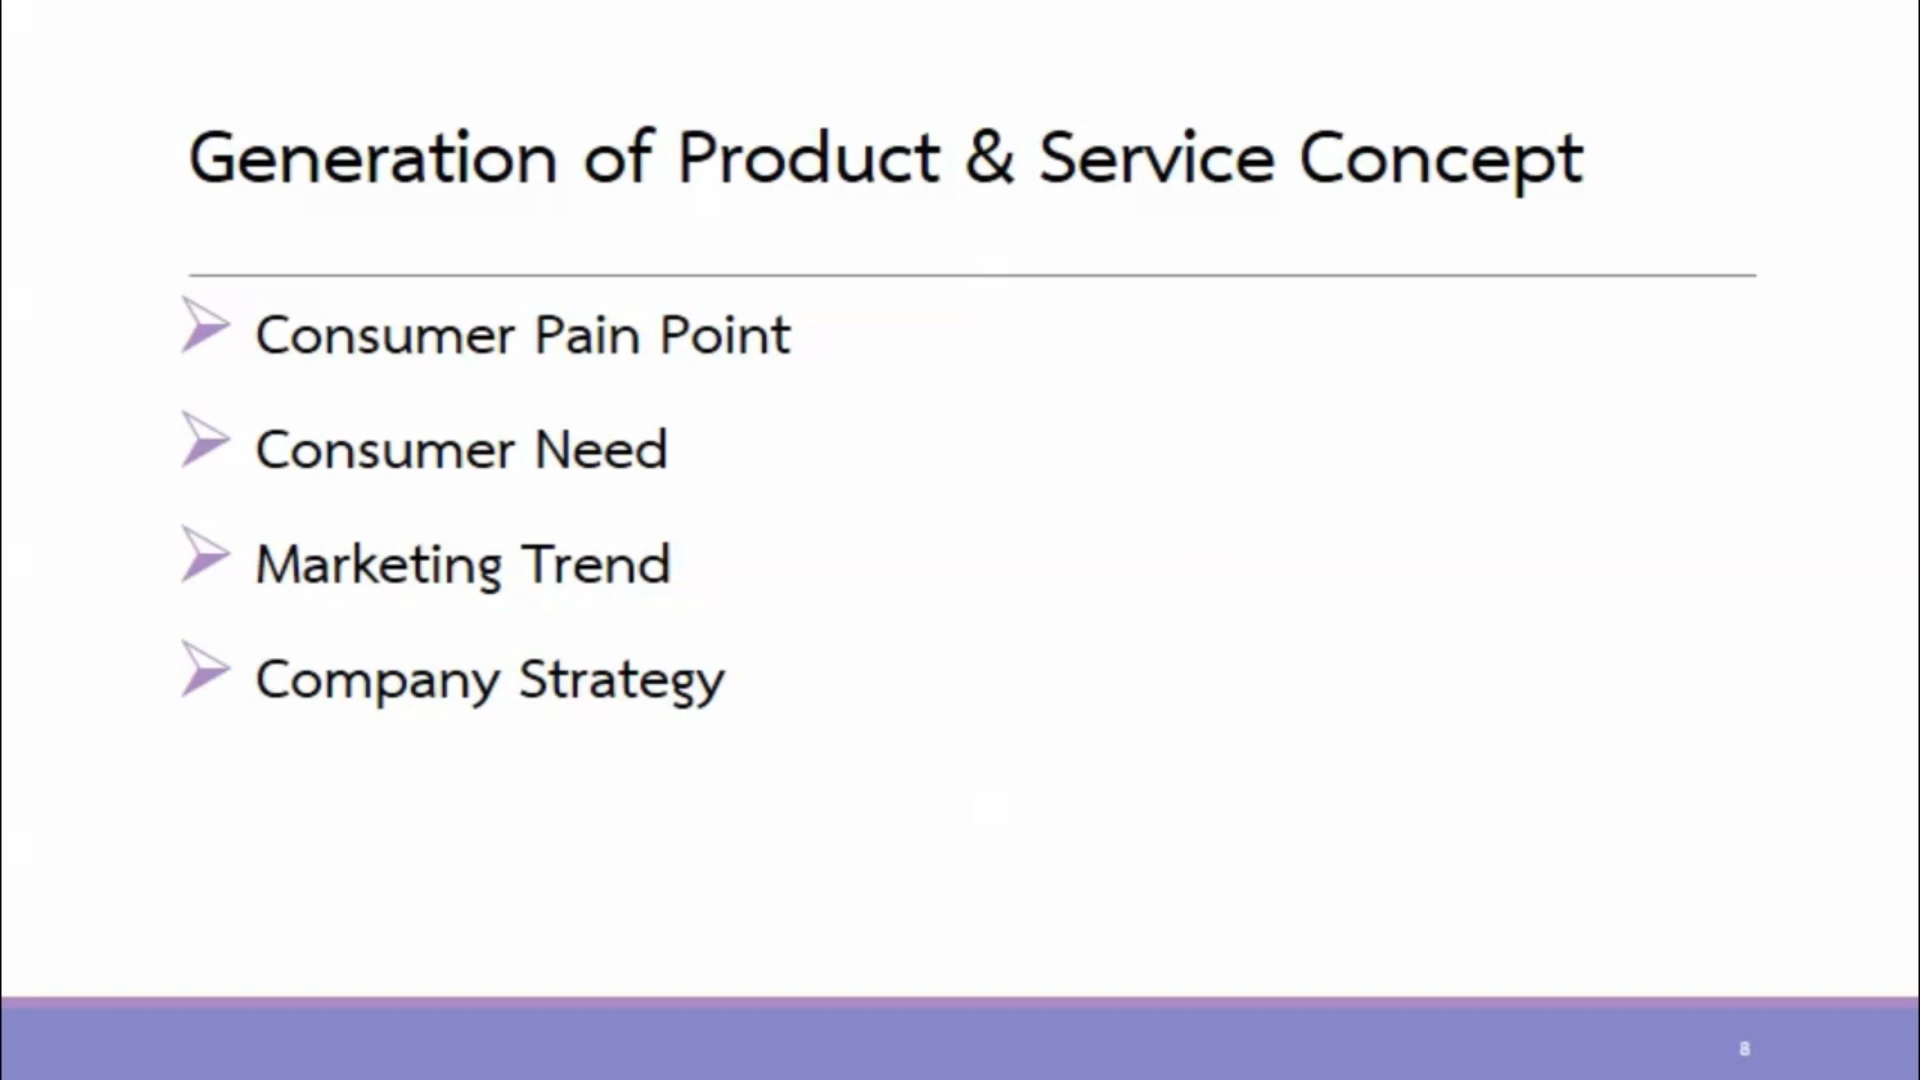 Generation of Product & Service Concept
Consumer Pain Point
Consumer Need
Marketing Trend
Company Strategy
8